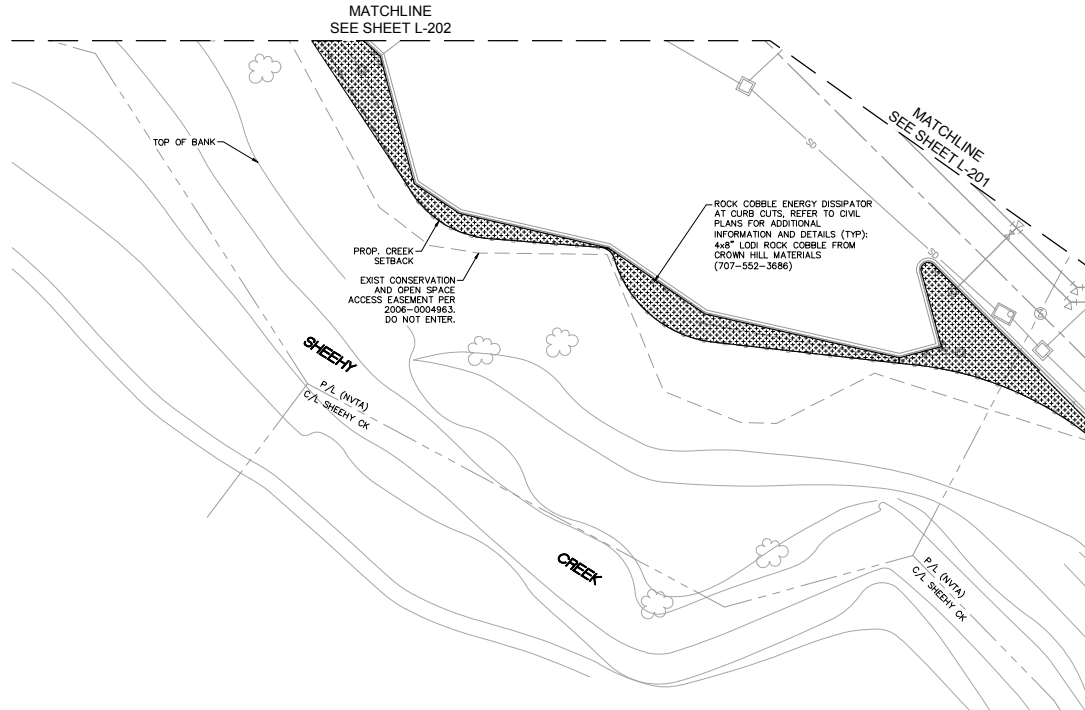 MATCHLINE
SEE SHEET L-202
MATCHLINE
SEE SHEET L-201
TOP OF BANK
SD
SD
ROCK COBBLE ENERGY DISSIPATOR
AT CURB CUTS, REFER TO CIVIL
PLANS FOR ADDITIONAL
INFORMATION AND DETAILS (TYP):
4x8" LODI ROCK COBBLE FROM
CROWN HILL MATERIALS
(707-552-3686)
PROP. CREEK
SETBACK
EXIST CONSERVATION
AND OPEN SPACE
ACCESS EASEMENT PER
2006-0004963.
DO NOT ENTER.
SHEEHY
P/L (NVTA)
C/L SHEEHY CK
CREEK
P/L (NVTA)
C/L SHEEHY CK